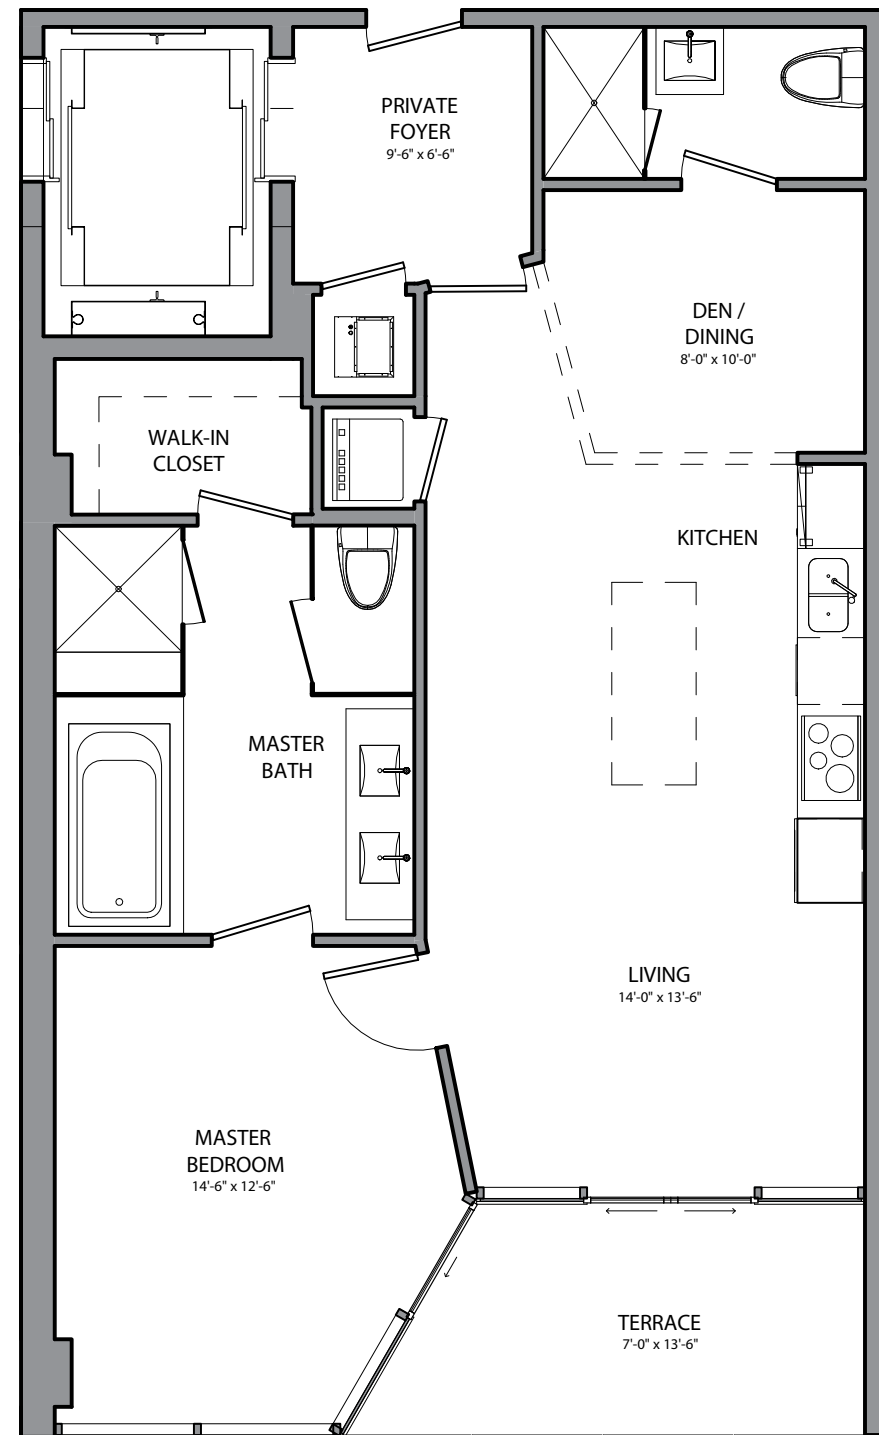 PRIVATE
FOYER
9'-6" x 6'-6"
DEN /
DINING
8'-0" x 10'-0"
WALK-IN
CLOSET
KITCHEN
MASTER
BATH
LIVING
14'-0" x 13'-6"
MASTER
BEDROOM
14'-6" x 12'-6"
TERRACE
7'-0" x 13'-6"